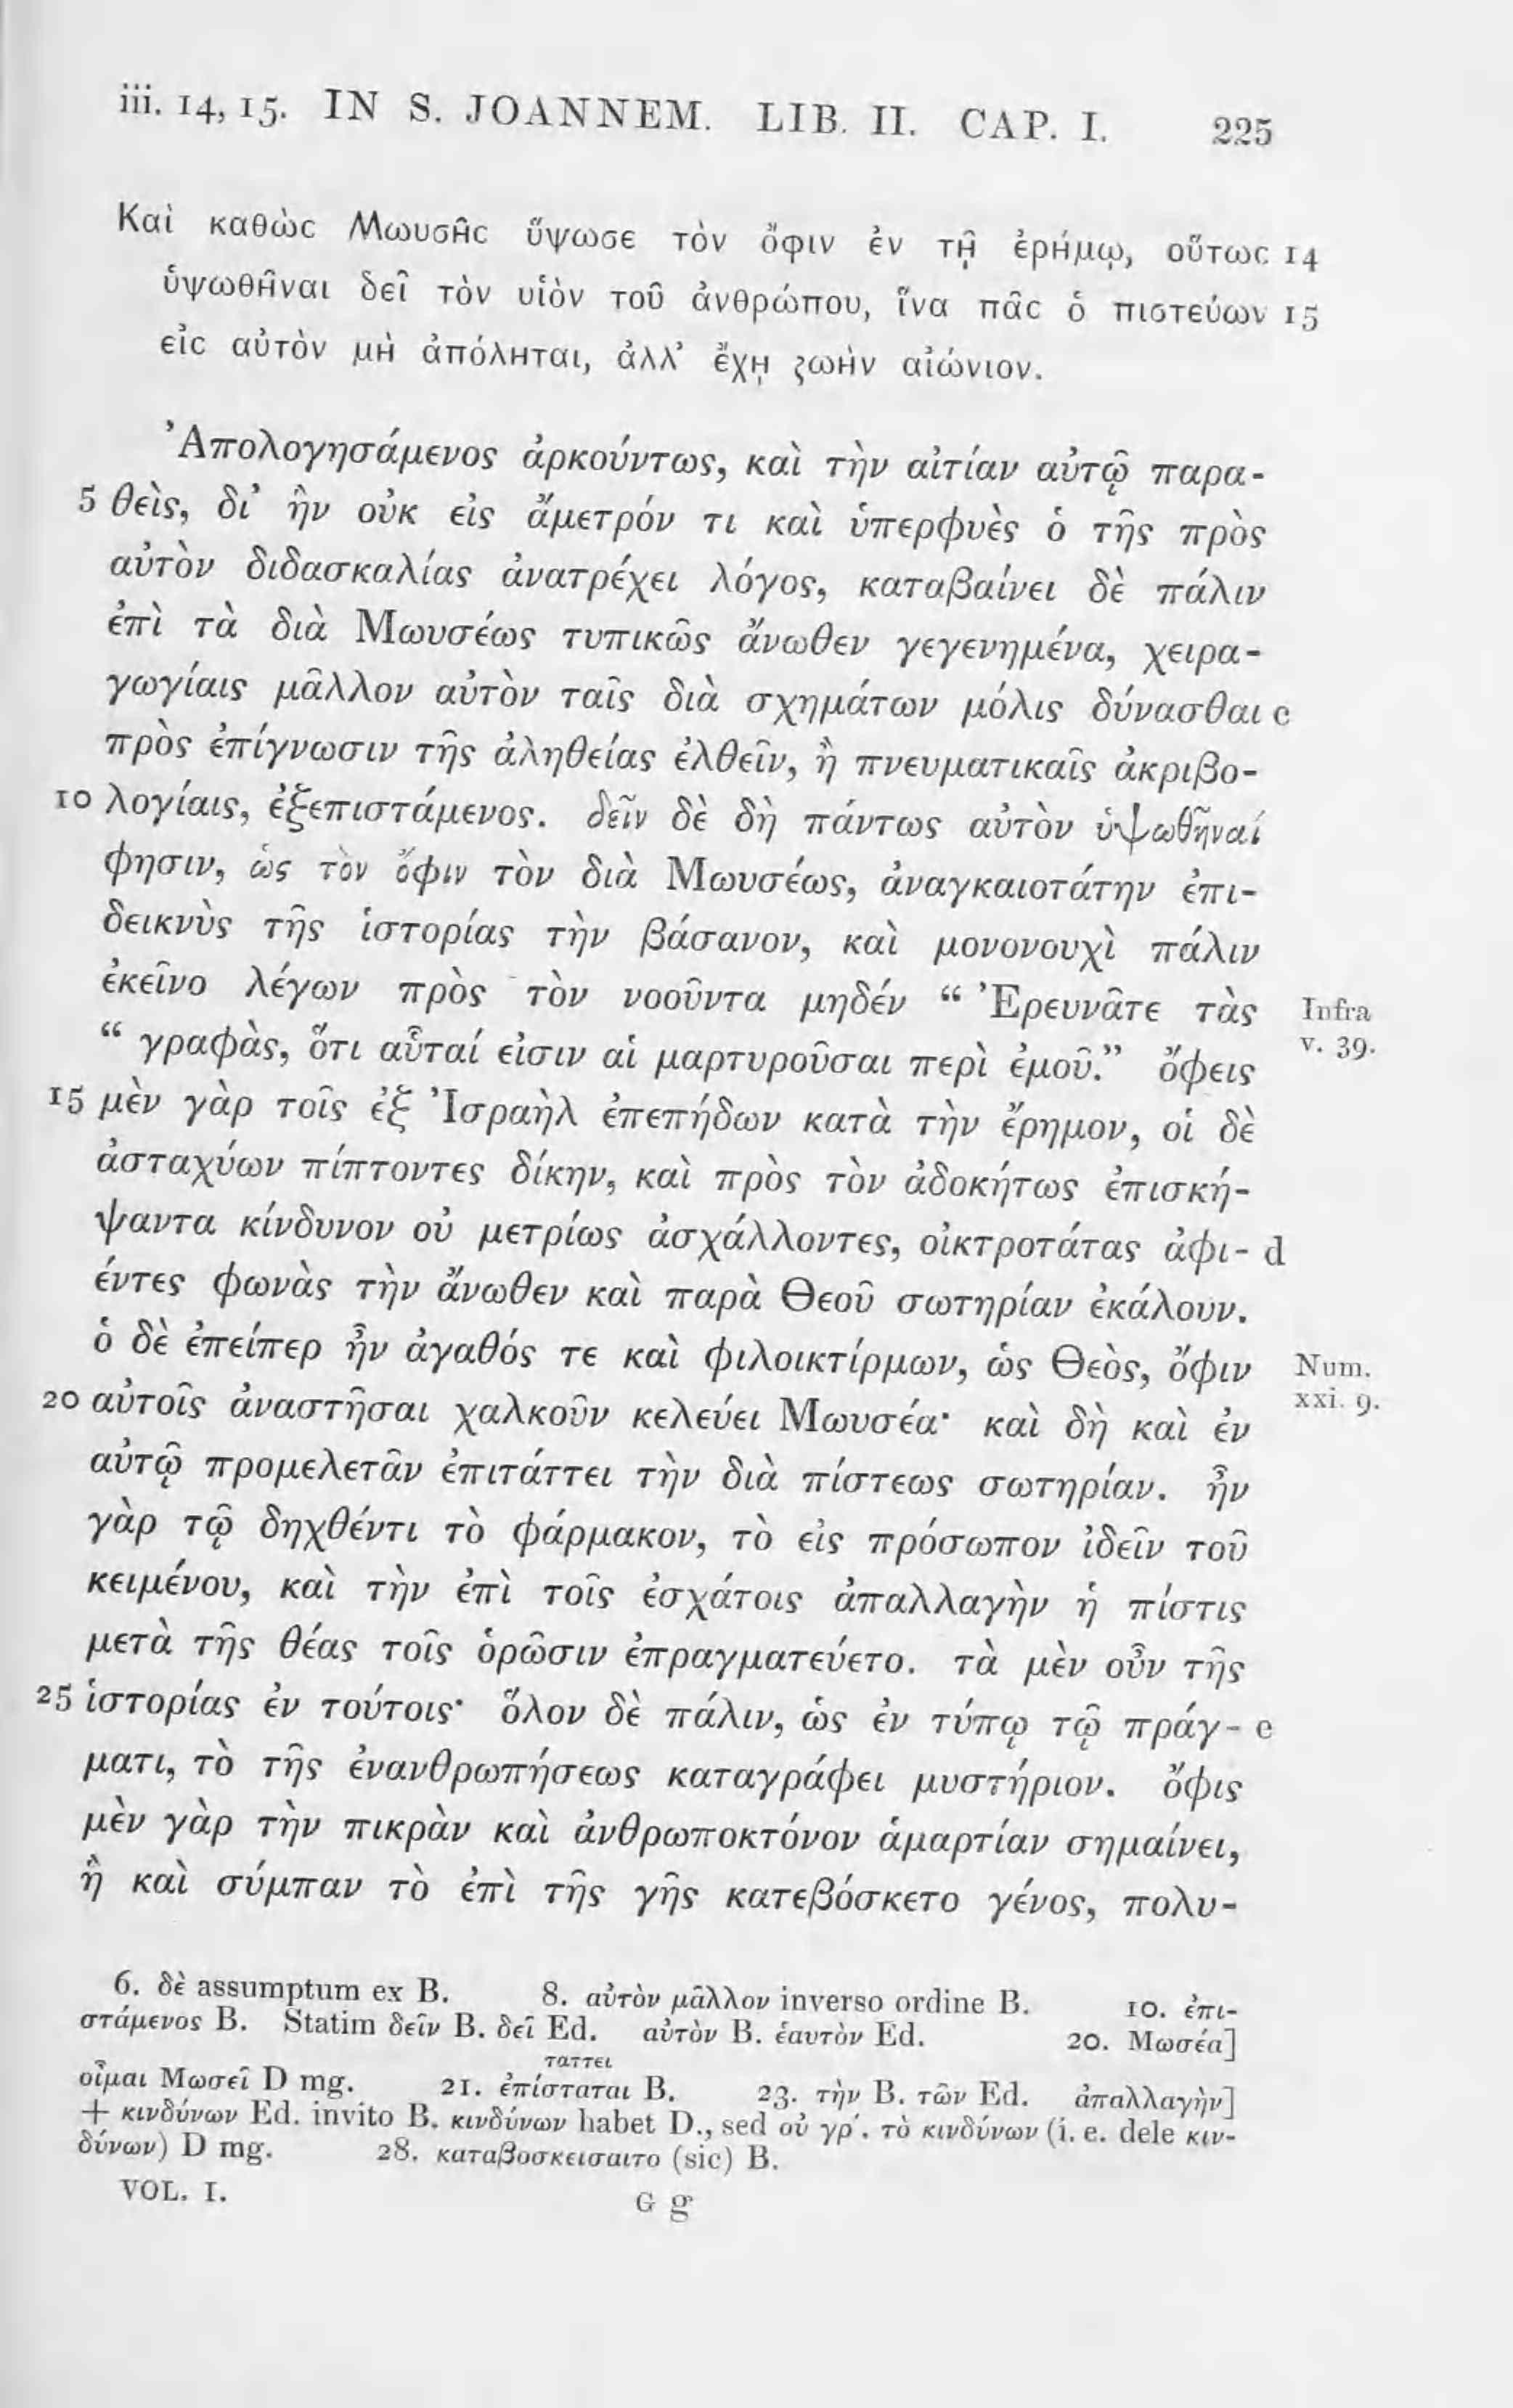 iii. 14, 15. IN S. JOANNEM. LIB. II. CAP. I. 225
Καὶ καθὼς Μωυσῆς ὕψωσε τὸν ὄφιν ἐν τῇ ἐρήμῳ, οὕτως 14
ὑψωθῆναι δεῖ τὸν υἱὸν τοῦ ἀνθρώπου, ἵνα πᾶς ὁ πιστεύων 15
εἰς αὐτὸν μὴ ἀπόληται, ἀλλ’ ἔχῃ ζωὴν αἰώνιον.
Ἀπολογησάμενος ἀρκούντως, καὶ τὴν αἰτίαν αὐτῷ παρα-
5 θεὶς, δι’ ἣν οὐκ εἰς ἄμετρόν τι καὶ ὑπερφυὲς ὁ τῆς πρὸς
αὐτὸν διδασκαλίας ἀνατρέχει λόγος, καταβαίνει δὲ πάλιν
ἐπὶ τὰ διὰ Μωυσέως τυπικῶς ἄνωθεν γεγενημένα, χειρα-
γωγίαις μᾶλλον αὐτὸν ταῖς διὰ σχημάτων μόλις δύνασθαι c
πρὸς ἐπίγνωσιν τῆς ἀληθείας ἐλθεῖν, ἢ πνευματικαῖς ἀκριβο-
10 λογίαις, ἐξεπιστάμενος. δεῖν δὲ δὴ πάντως αὐτὸν ὑψωθῆναί
φησιν, ὡς τὸν ὄφιν τὸν διὰ Μωυσέως, ἀναγκαιοτάτην ἐπι-
δεικνὺς τῆς ἱστορίας τὴν βάσανον, καὶ μονονουχὶ πάλιν
ἐκεῖνο λέγων πρὸς τὸν νοοῦντα μηδέν “ Ἐρευνᾶτε τὰς Infra
“ γραφὰς, ὅτι αὗταί εἰσιν αἱ μαρτυροῦσαι περὶ ἐμοῦ.” ὄφεις v. 39.
15 μὲν γὰρ τοῖς ἐξ Ἰσραὴλ ἐπεπήδων κατὰ τὴν ἔρημον, οἱ δὲ
ἀσταχύων πίπτοντες δίκην, καὶ πρὸς τὸν ἀδοκήτως ἐπισκή-
ψαντα κίνδυνον οὐ μετρίως ἀσχάλλοντες, οἰκτροτάτας ἀφι- d
έντες φωνὰς τὴν ἄνωθεν καὶ παρὰ Θεοῦ σωτηρίαν ἐκάλουν.
ὁ δὲ ἐπείπερ ἦν ἀγαθός τε καὶ φιλοικτίρμων, ὡς Θεὸς, ὄφιν Num.
20 αὐτοῖς ἀναστῆσαι χαλκοῦν κελεύει Μωυσέα· καὶ δὴ καὶ ἐν xxi. 9.
αὐτῷ προμελετᾶν ἐπιτάττει τὴν διὰ πίστεως σωτηρίαν. ἦν
γὰρ τῷ δηχθέντι τὸ φάρμακον, τὸ εἰς πρόσωπον ἰδεῖν τοῦ
κειμένου, καὶ τὴν ἐπὶ τοῖς ἐσχάτοις ἀπαλλαγὴν ἡ πίστις
μετὰ τῆς θέας τοῖς ὁρῶσιν ἐπραγματεύετο. τὰ μὲν οὖν τῆς
25 ἱστορίας ἐν τούτοις· ὅλον δὲ πάλιν, ὡς ἐν τύπῳ τῷ πράγ- e
ματι, τὸ τῆς ἐνανθρωπήσεως καταγράφει μυστήριον. ὄφις
μὲν γὰρ τὴν πικρὰν καὶ ἀνθρωποκτόνον ἁμαρτίαν σημαίνει,
ἣ καὶ σύμπαν τὸ ἐπὶ τῆς γῆς κατεβόσκετο γένος, πολυ-
6. δὲ assumptum ex B. 8. αὐτὸν μᾶλλον inverso ordine B. 10. ἐπι-
στάμενος B. Statim δεῖν B. δεῖ Ed. αὐτὸν B. ἑαυτὸν Ed. 20. Μωσέα]
ταττει
οἶμαι Μωσεῖ D mg. 21. ἐπίσταται B. 23. τὴν B. τῶν Ed. ἀπαλλαγὴν]
+ κινδύνων Ed. invito B. κινδύνων habet D., sed οὐ γρ΄. τὸ κινδύνων (i. e. dele κιν-
δύνων) D mg. 28. καταβοσκεισαιτο (sic) B.
VOL. I. G g